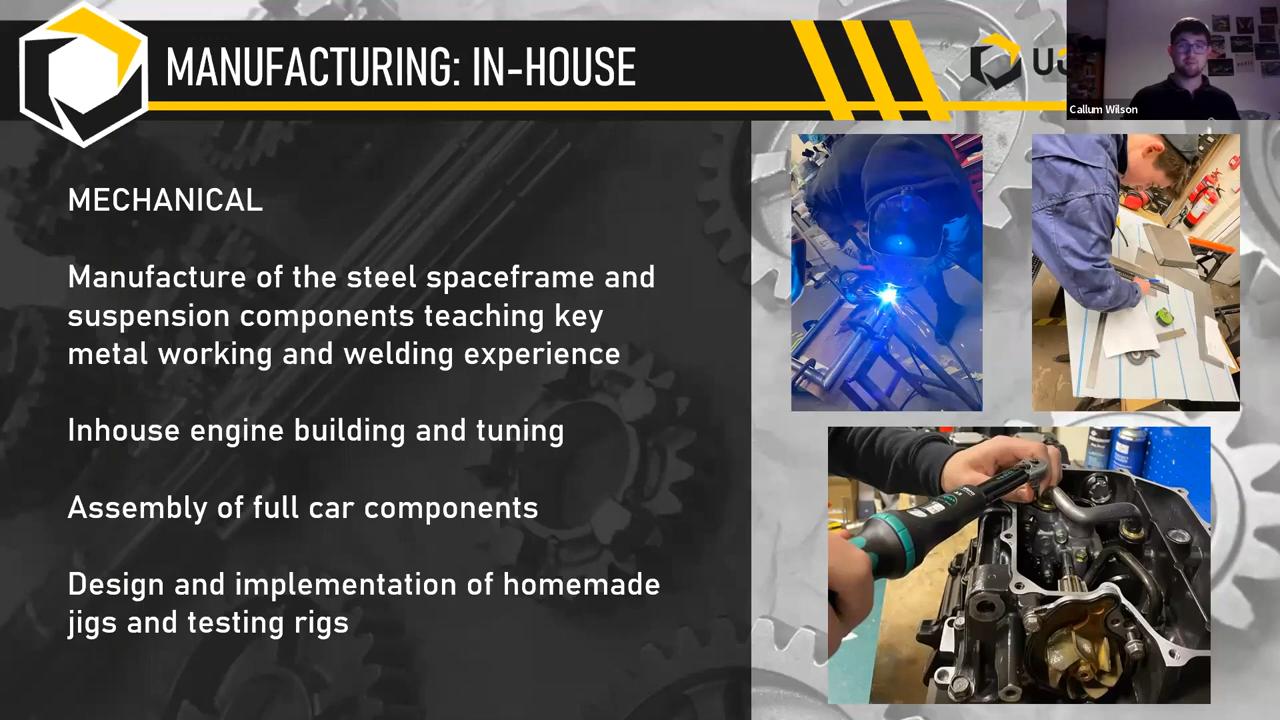 MANUFACTURING: IN-HOUSE
Callum Wilson
MECHANICAL
Manufacture of the steel spaceframe and
suspension components teaching key
metal working and welding experience
Inhouse engine building and tuning
Assembly of full car components
Design and implementation of homemade
jigs and testing rigs